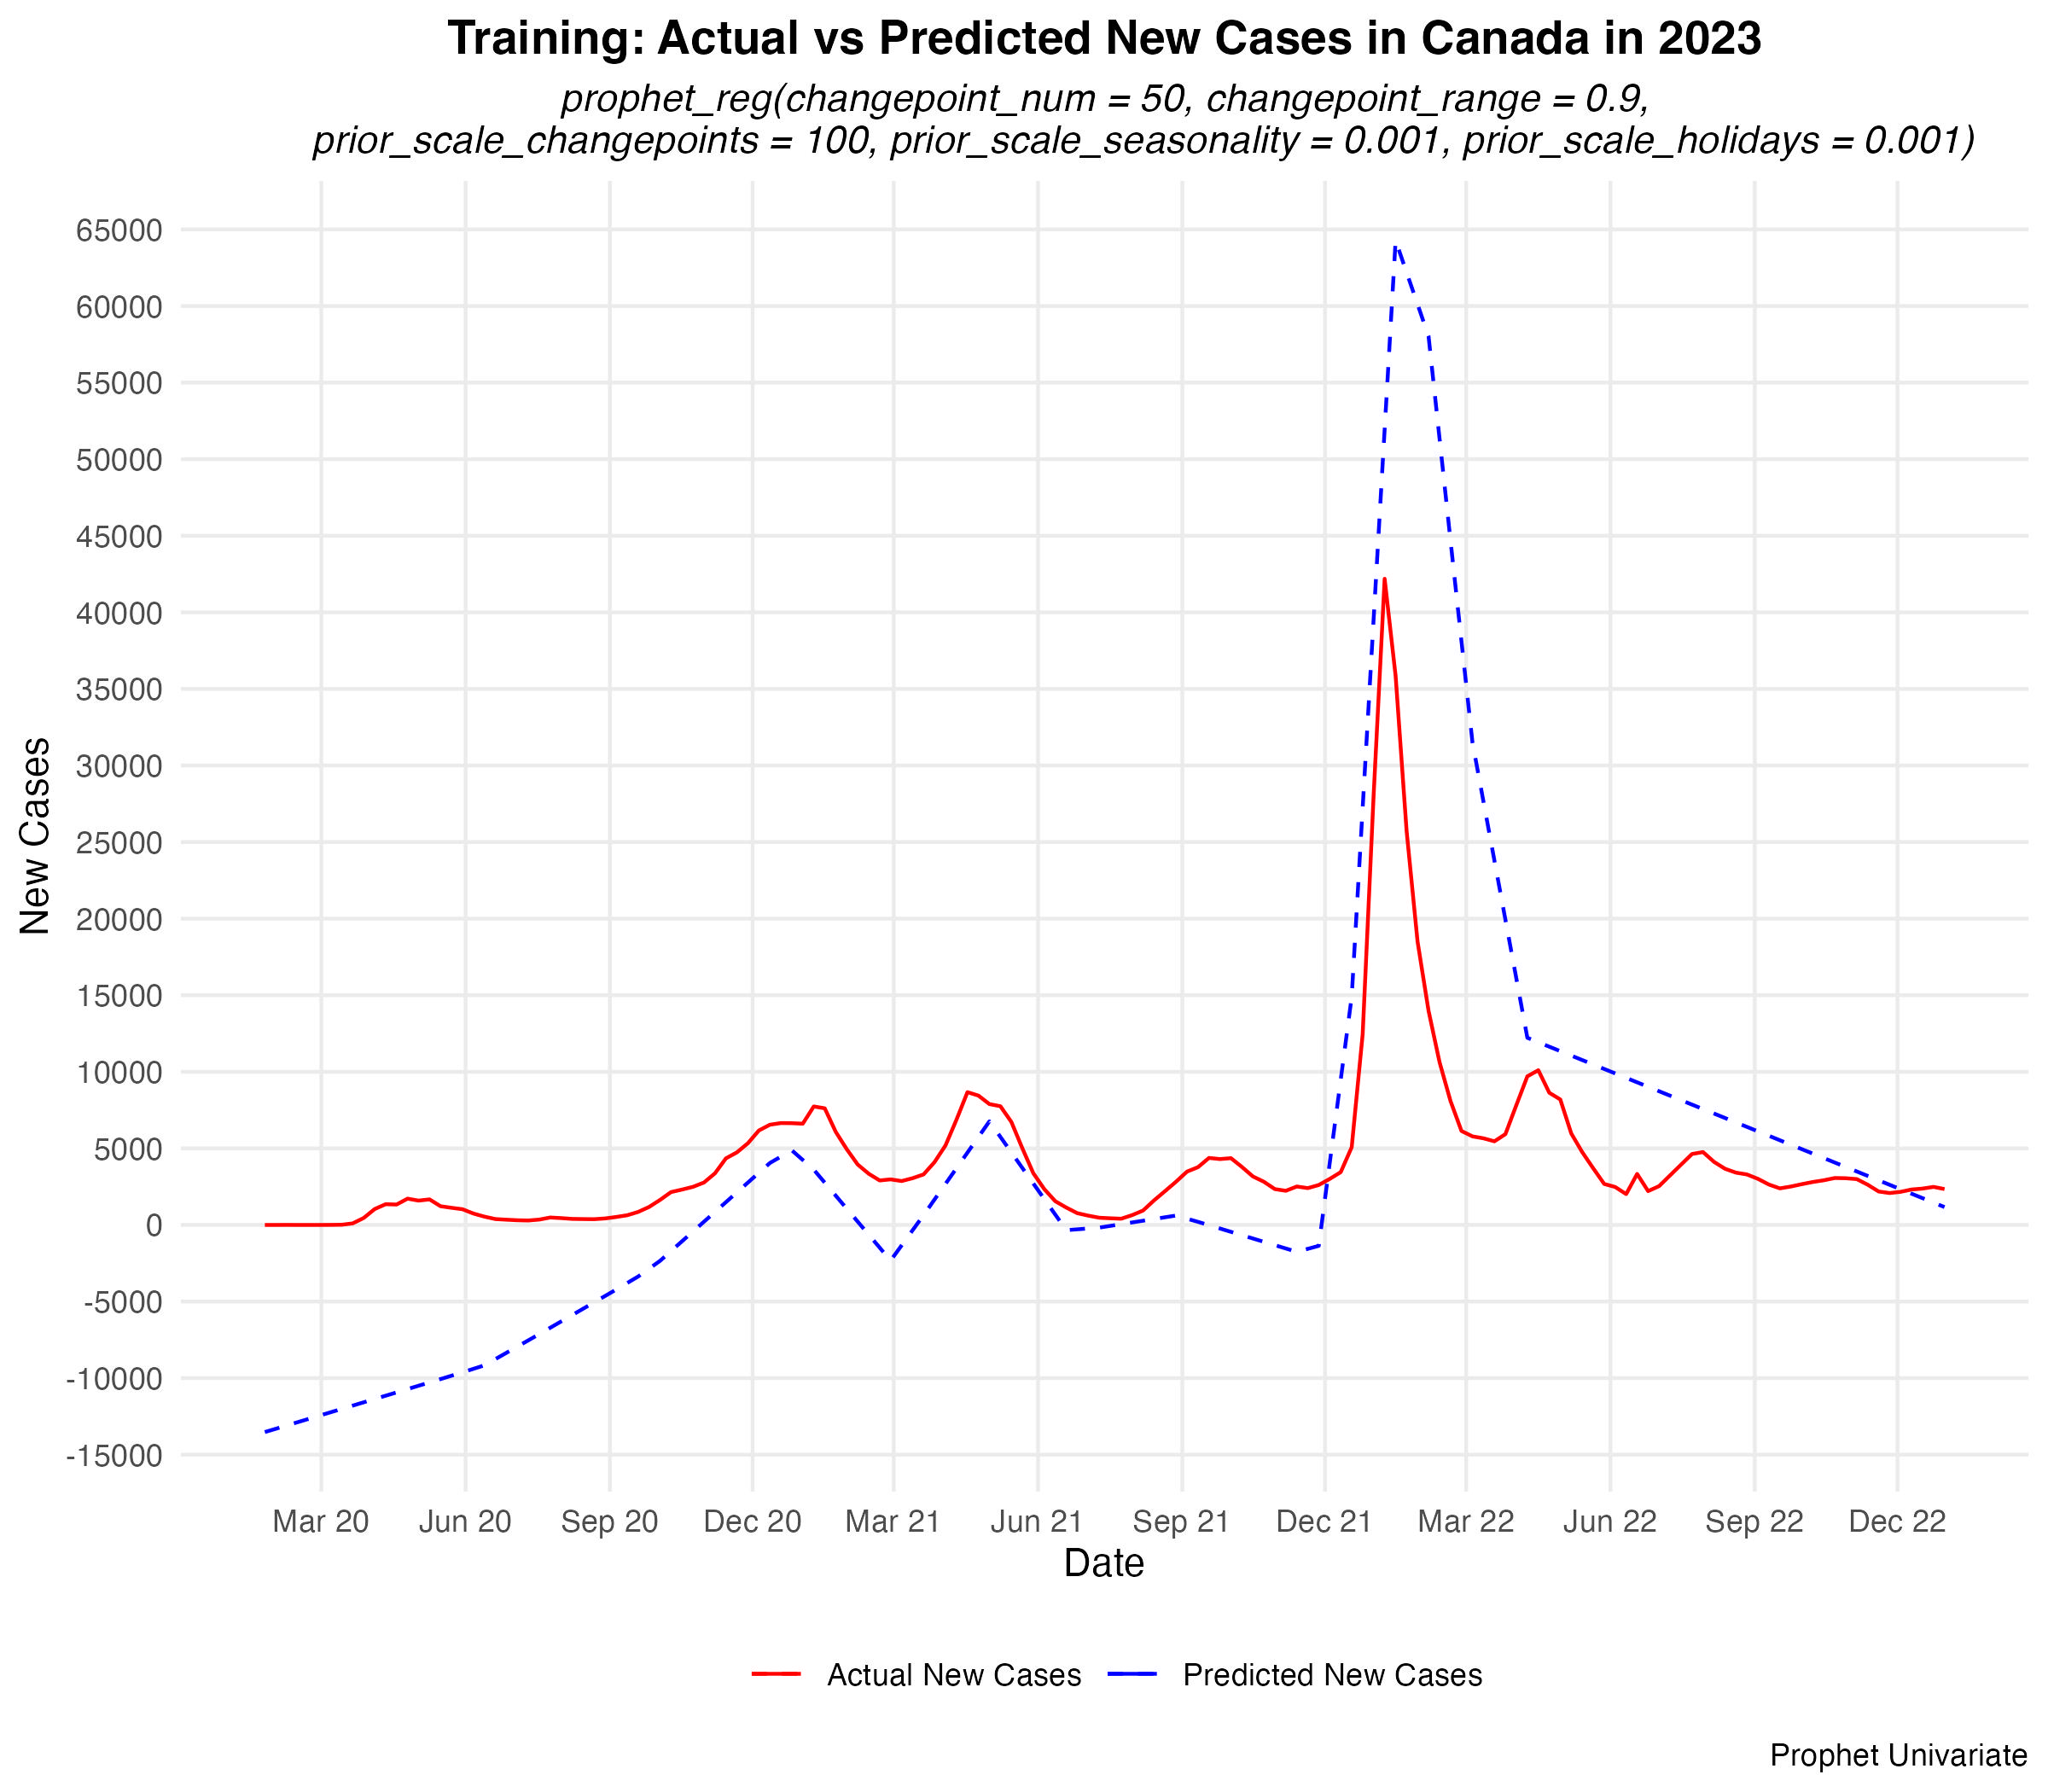 Training: Actual vs Predicted New Cases in Canada in 2023
prophet_reg(changepoint_num = 50, changepoint_range = 0.9,
prior_scale_changepoints = 100, prior_scale_seasonality = 0.001, prior_scale_holidays = 0.001)
65000
60000
55000
50000
45000
40000
35000
30000
25000
20000
15000
10000
5000
0
-5000
-10000
-15000
New Cases
Mar 20 Jun 20 Sep 20 Dec 20 Mar 21 Jun 21 Sep 21 Dec 21 Mar 22 Jun 22 Sep 22 Dec 22
Date
Actual New Cases Predicted New Cases
Prophet Univariate